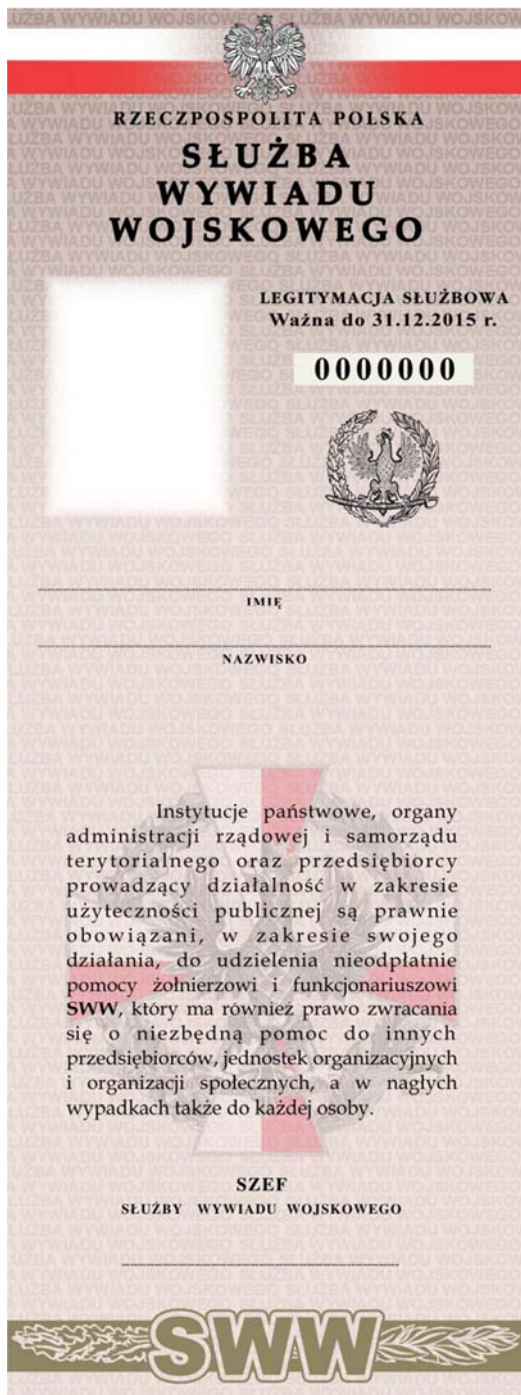 RZECZPOSPOLITA POLSKA
SŁUŻBA
WYWIADU
WOJSKOWEGO
LEGITYMACJA SŁUŻBOWA
Ważna do 31.12.2015 r.
0000000
IMIĘ
NAZWISKO
Instytucje państwowe, organy
administracji rządowej i samorządu
terytorialnego oraz przedsiębiorcy
prowadzący działalność w zakresie
użyteczności publicznej są prawnie
obowiązani, w zakresie swojego
działania, do udzielenia nieodpłatnie
pomocy żołnierzowi i funkcjonariuszowi
SWW, który ma również prawo zwracania
się o niezbędną pomoc do innych
przedsiębiorców, jednostek organizacyjnych
i organizacji społecznych, a w nagłych
wypadkach także do każdej osoby.
SZEF
SŁUŻBY WYWIADU WOJSKOWEGO
SWW